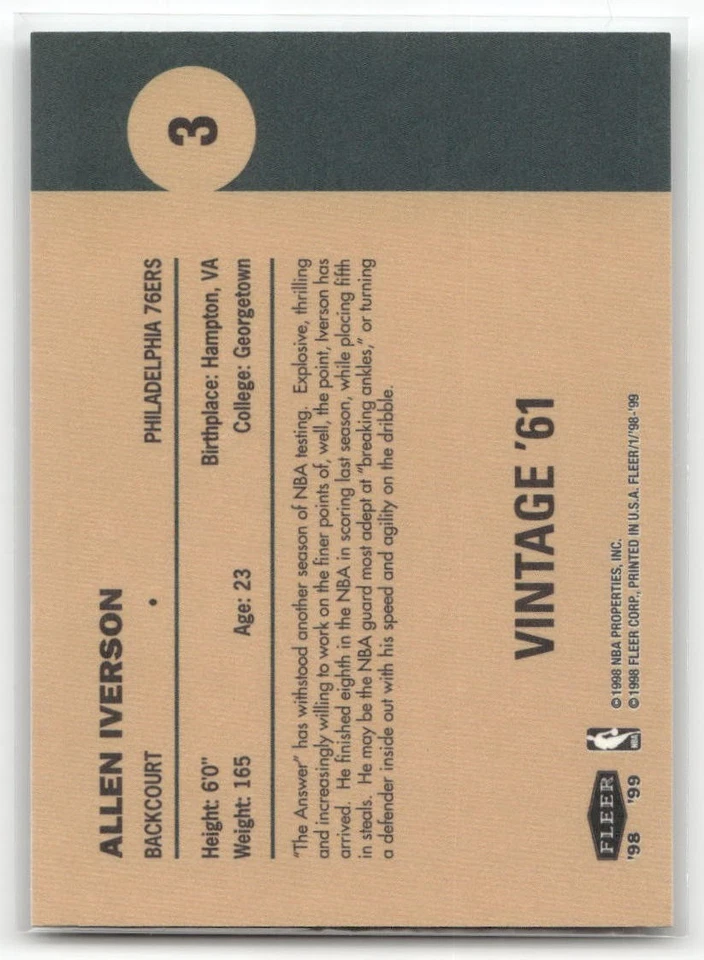 3
ALLEN IVERSON
BACKCOURT • PHILADELPHIA 76ERS
Height: 6'0" Birthplace: Hampton, VA
Weight: 165 Age: 23 College: Georgetown
"The Answer" has withstood another season of NBA testing. Explosive, thrilling
and increasingly willing to work on the finer points of, well, the point, Iverson has
arrived. He finished eighth in the NBA in scoring last season, while placing fifth
in steals. He may be the NBA guard most adept at "breaking ankles," or turning
a defender inside out with his speed and agility on the dribble.
VINTAGE '61
FLEER
'98 '99
NBA
©1998 NBA PROPERTIES, INC.
©1998 FLEER CORP., PRINTED IN U.S.A. FLEER/1/'98-'99